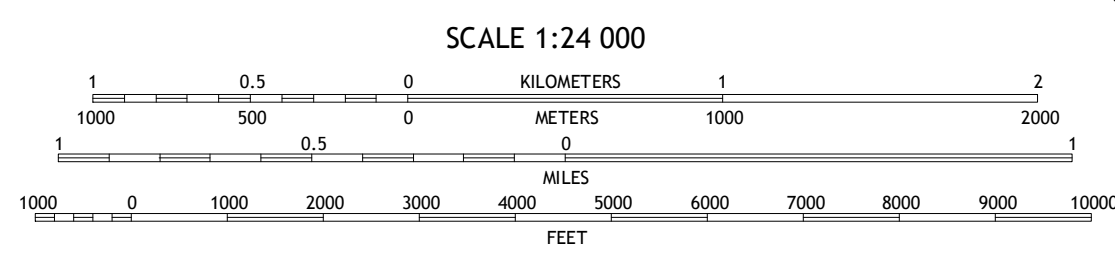 SCALE 1:24 000
1 0.5 0 KILOMETERS 1 2
1000 500 0 METERS 1000 2000
1 0.5 0 1
MILES
1000 0 1000 2000 3000 4000 5000 6000 7000 8000 9000 10000
FEET